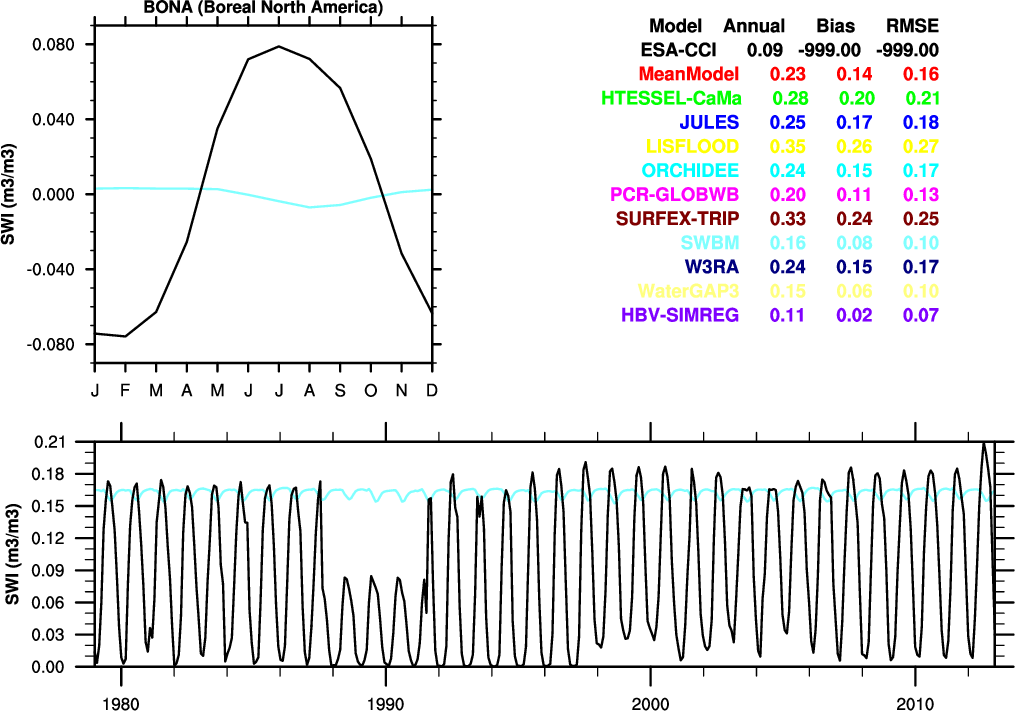 BONA (Boreal North America)
0.080
0.040
0.000
-0.040
-0.080
SWI (m3/m3)
J F M A M J J A S O N D
Model Annual Bias RMSE
ESA-CCI 0.09 -999.00 -999.00
MeanModel 0.23 0.14 0.16
HTESSEL-CaMa 0.28 0.20 0.21
JULES 0.25 0.17 0.18
LISFLOOD 0.35 0.26 0.27
ORCHIDEE 0.24 0.15 0.17
PCR-GLOBWB 0.20 0.11 0.13
SURFEX-TRIP 0.33 0.24 0.25
SWBM 0.16 0.08 0.10
W3RA 0.24 0.15 0.17
WaterGAP3 0.15 0.06 0.10
HBV-SIMREG 0.11 0.02 0.07
0.21
0.18
0.15
0.12
0.09
0.06
0.03
0.00
SWI (m3/m3)
1980 1990 2000 2010